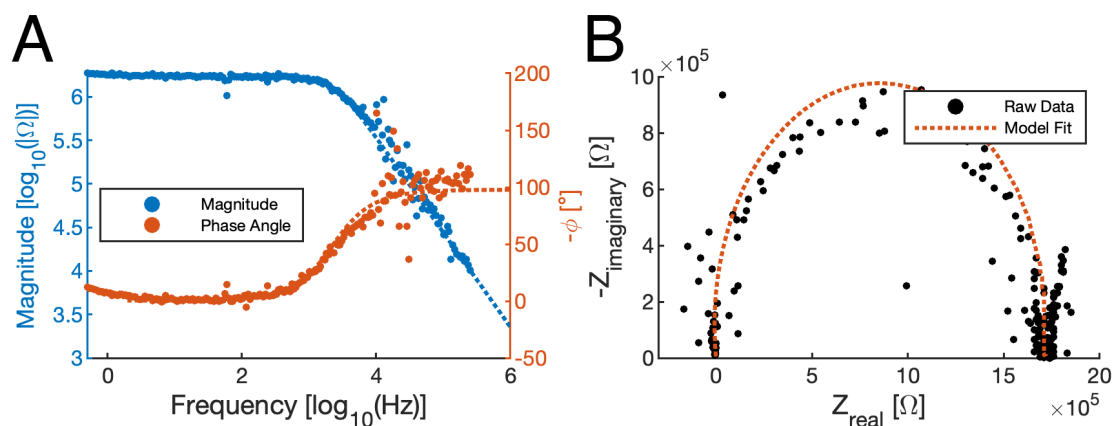 A
Magnitude [log10(|Ω|)]
6
5.5
5
4.5
4
3.5
3
Magnitude
Phase Angle
200
150
100
50
0
-50
-ϕ [°]
0 2 4 6
Frequency [log10(Hz)]
B
×10^5
-Zimaginary [Ω]
10
8
6
4
2
0
Raw Data
Model Fit
0 5 10 15 20
Zreal [Ω]
×10^5